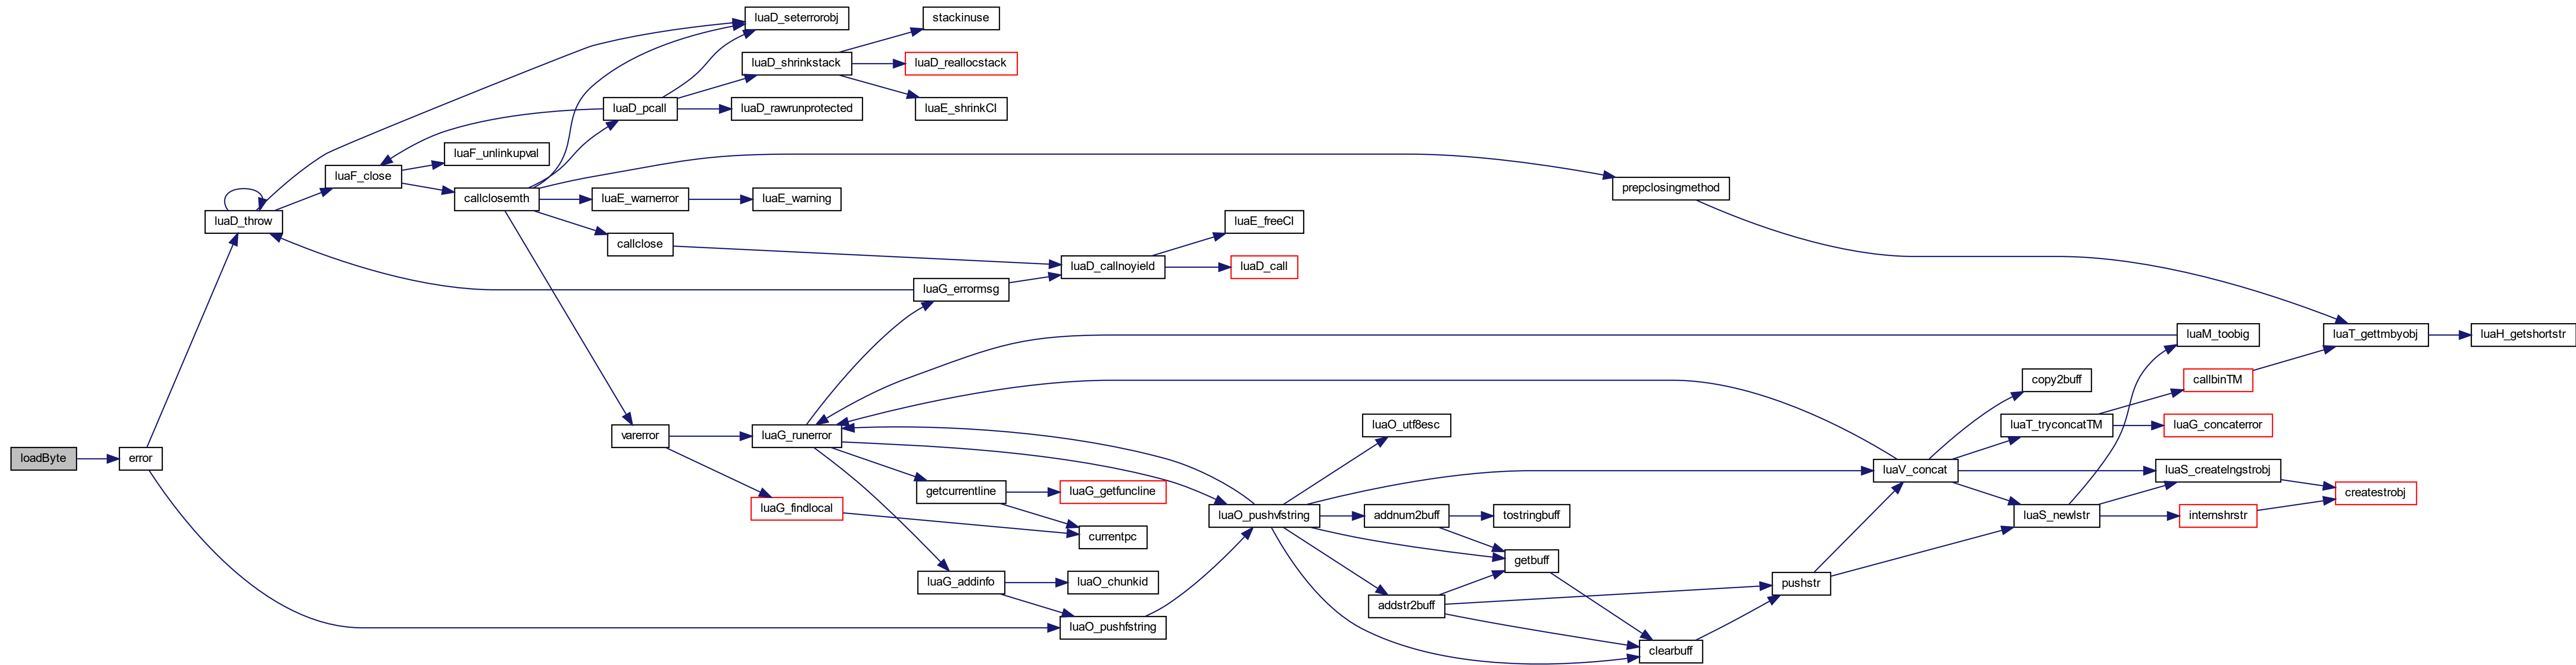 luaD_seterrorobj
stackinuse
luaD_shrinkstack
luaD_reallocstack
luaD_pcall
luaD_rawrunprotected
luaE_shrinkCI
luaF_unlinkupval
luaF_close
callclosemth
luaE_warnerror
luaE_warning
prepclosingmethod
luaD_throw
luaE_freeCI
callclose
luaD_callnoyield
luaD_call
luaG_errormsg
luaM_toobig
luaT_gettmbyobj
luaH_getshortstr
copy2buff
callbinTM
luaO_utf8esc
luaT_tryconcatTM
luaG_concaterror
varerror
luaG_runerror
loadByte
error
luaV_concat
luaS_createlngstrobj
getcurrentline
luaG_getfuncline
createstrobj
luaG_findlocal
luaO_pushvfstring
addnum2buff
tostringbuff
luaS_newlstr
internshrstr
currentpc
getbuff
luaG_addinfo
luaO_chunkid
pushstr
addstr2buff
luaO_pushfstring
clearbuff